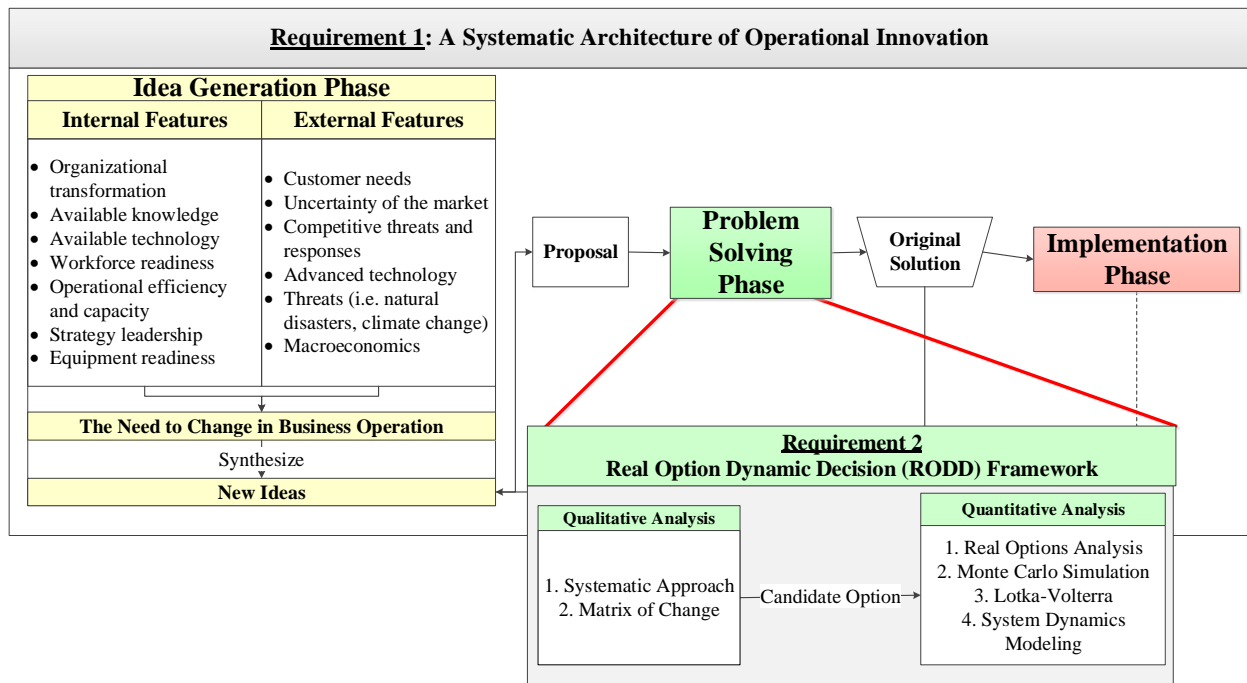 Requirement 1: A Systematic Architecture of Operational Innovation
Idea Generation Phase
Internal Features
External Features
• Organizational
transformation
• Available knowledge
• Available technology
• Workforce readiness
• Operational efficiency
and capacity
• Strategy leadership
• Equipment readiness
• Customer needs
• Uncertainty of the market
• Competitive threats and
responses
• Advanced technology
• Threats (i.e. natural
disasters, climate change)
• Macroeconomics
The Need to Change in Business Operation
Synthesize
New Ideas
Proposal
Problem
Solving
Phase
Original
Solution
Implementation
Phase
Requirement 2
Real Option Dynamic Decision (RODD) Framework
Qualitative Analysis
1. Systematic Approach
2. Matrix of Change
Candidate Option
Quantitative Analysis
1. Real Options Analysis
2. Monte Carlo Simulation
3. Lotka-Volterra
4. System Dynamics
Modeling